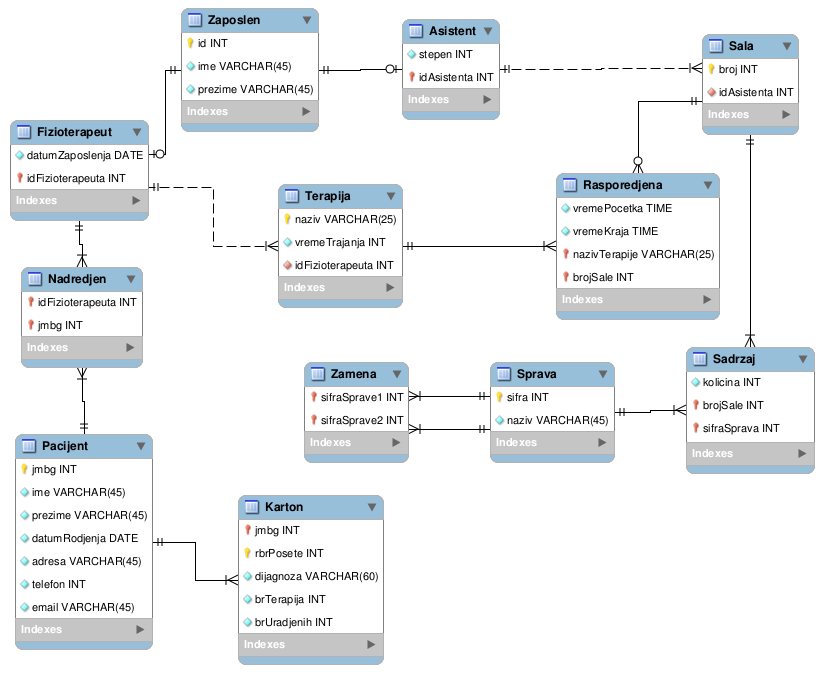 Zaposlen
id INT
ime VARCHAR(45)
prezime VARCHAR(45)
Indexes
Asistent
stepen INT
idAsistenta INT
Indexes
Sala
broj INT
idAsistenta INT
Indexes
Fizioterapeut
datumZaposlenja DATE
idFizioterapeuta INT
Indexes
Terapija
naziv VARCHAR(25)
vremeTrajanja INT
idFizioterapeuta INT
Indexes
Rasporedjena
vremePocetka TIME
vremeKraja TIME
nazivTerapije VARCHAR(25)
brojSale INT
Indexes
Nadredjen
idFizioterapeuta INT
jmbg INT
Indexes
Zamena
sifraSprave1 INT
sifraSprave2 INT
Indexes
Sprava
sifra INT
naziv VARCHAR(45)
Indexes
Sadrzaj
kolicina INT
brojSale INT
sifraSprava INT
Indexes
Pacijent
jmbg INT
ime VARCHAR(45)
prezime VARCHAR(45)
datumRodjenja DATE
adresa VARCHAR(45)
telefon INT
email VARCHAR(45)
Indexes
Karton
jmbg INT
rbrPosete INT
dijagnoza VARCHAR(60)
brTerapija INT
brUradjenih INT
Indexes